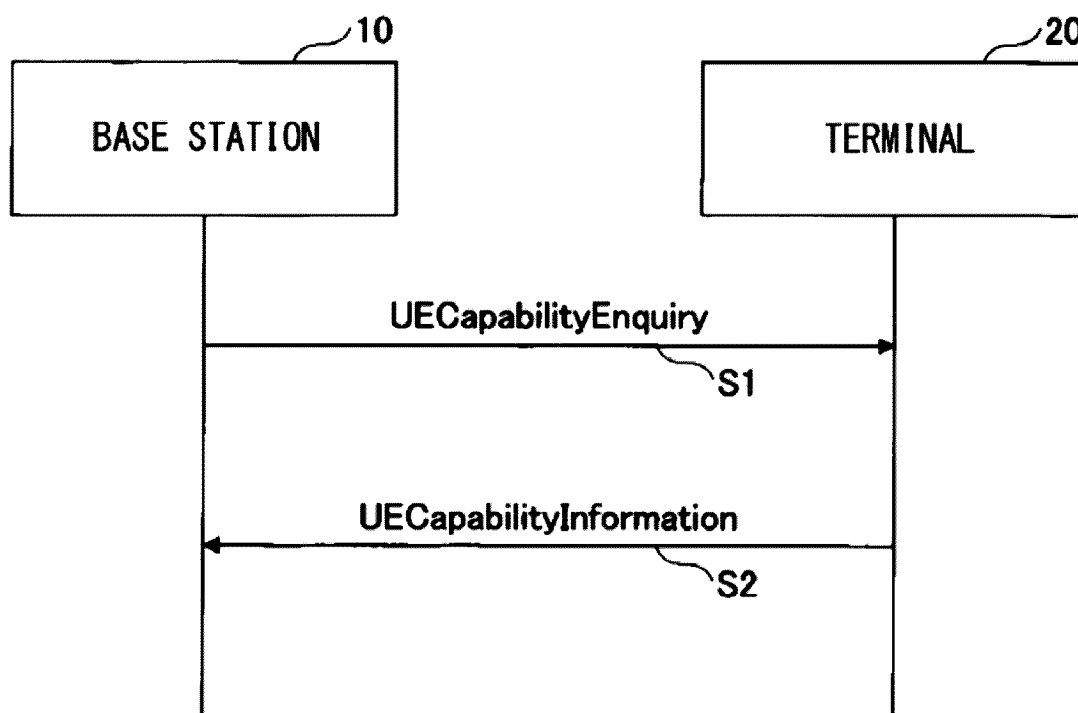 10
20
BASE STATION
TERMINAL
UECapabilityEnquiry
S1
UECapabilityInformation
S2